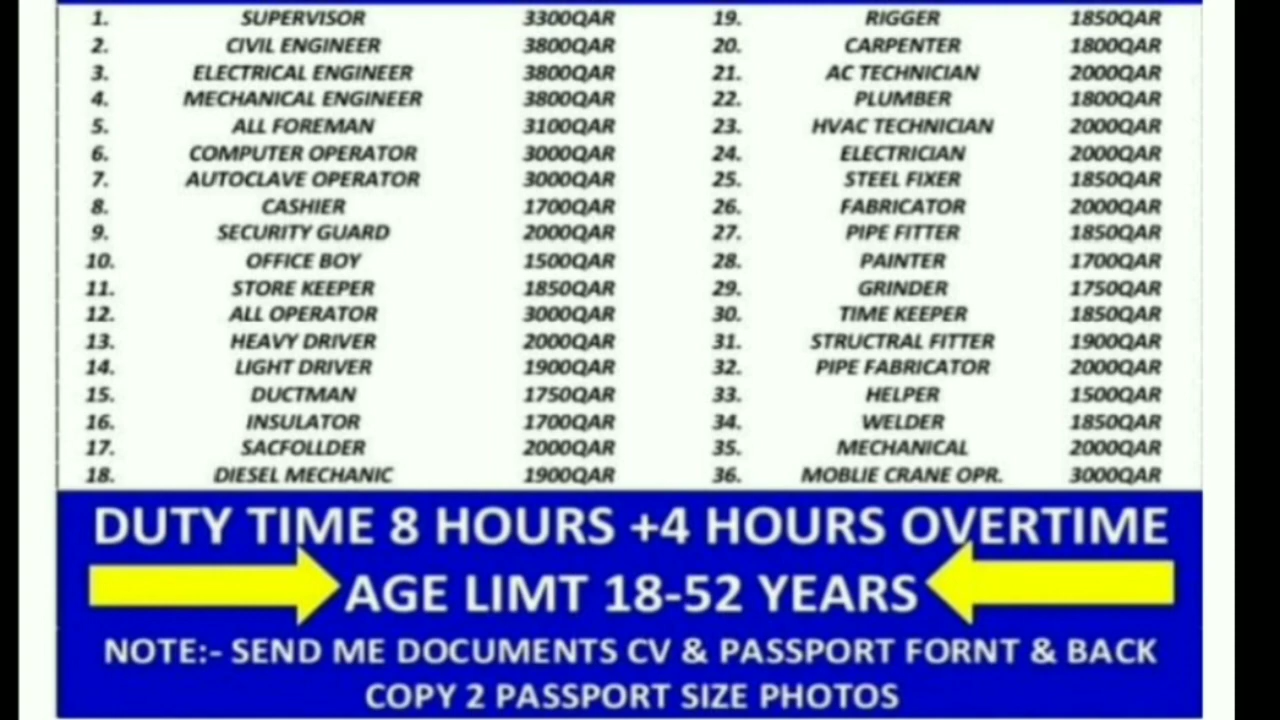 1. SUPERVISOR 3300QAR 19. RIGGER 1850QAR
2. CIVIL ENGINEER 3800QAR 20. CARPENTER 1800QAR
3. ELECTRICAL ENGINEER 3800QAR 21. AC TECHNICIAN 2000QAR
4. MECHANICAL ENGINEER 3800QAR 22. PLUMBER 1800QAR
5. ALL FOREMAN 3100QAR 23. HVAC TECHNICIAN 2000QAR
6. COMPUTER OPERATOR 3000QAR 24. ELECTRICIAN 2000QAR
7. AUTOCLAVE OPERATOR 3000QAR 25. STEEL FIXER 1850QAR
8. CASHIER 1700QAR 26. FABRICATOR 2000QAR
9. SECURITY GUARD 2000QAR 27. PIPE FITTER 1850QAR
10. OFFICE BOY 1500QAR 28. PAINTER 1700QAR
11. STORE KEEPER 1850QAR 29. GRINDER 1750QAR
12. ALL OPERATOR 3000QAR 30. TIME KEEPER 1850QAR
13. HEAVY DRIVER 2000QAR 31. STRUCTRAL FITTER 1900QAR
14. LIGHT DRIVER 1900QAR 32. PIPE FABRICATOR 2000QAR
15. DUCTMAN 1750QAR 33. HELPER 1500QAR
16. INSULATOR 1700QAR 34. WELDER 1850QAR
17. SACFOLLDER 2000QAR 35. MECHANICAL 2000QAR
18. DIESEL MECHANIC 1900QAR 36. MOBLIE CRANE OPR. 3000QAR
DUTY TIME 8 HOURS +4 HOURS OVERTIME
AGE LIMT 18-52 YEARS
NOTE:- SEND ME DOCUMENTS CV & PASSPORT FORNT & BACK
COPY 2 PASSPORT SIZE PHOTOS